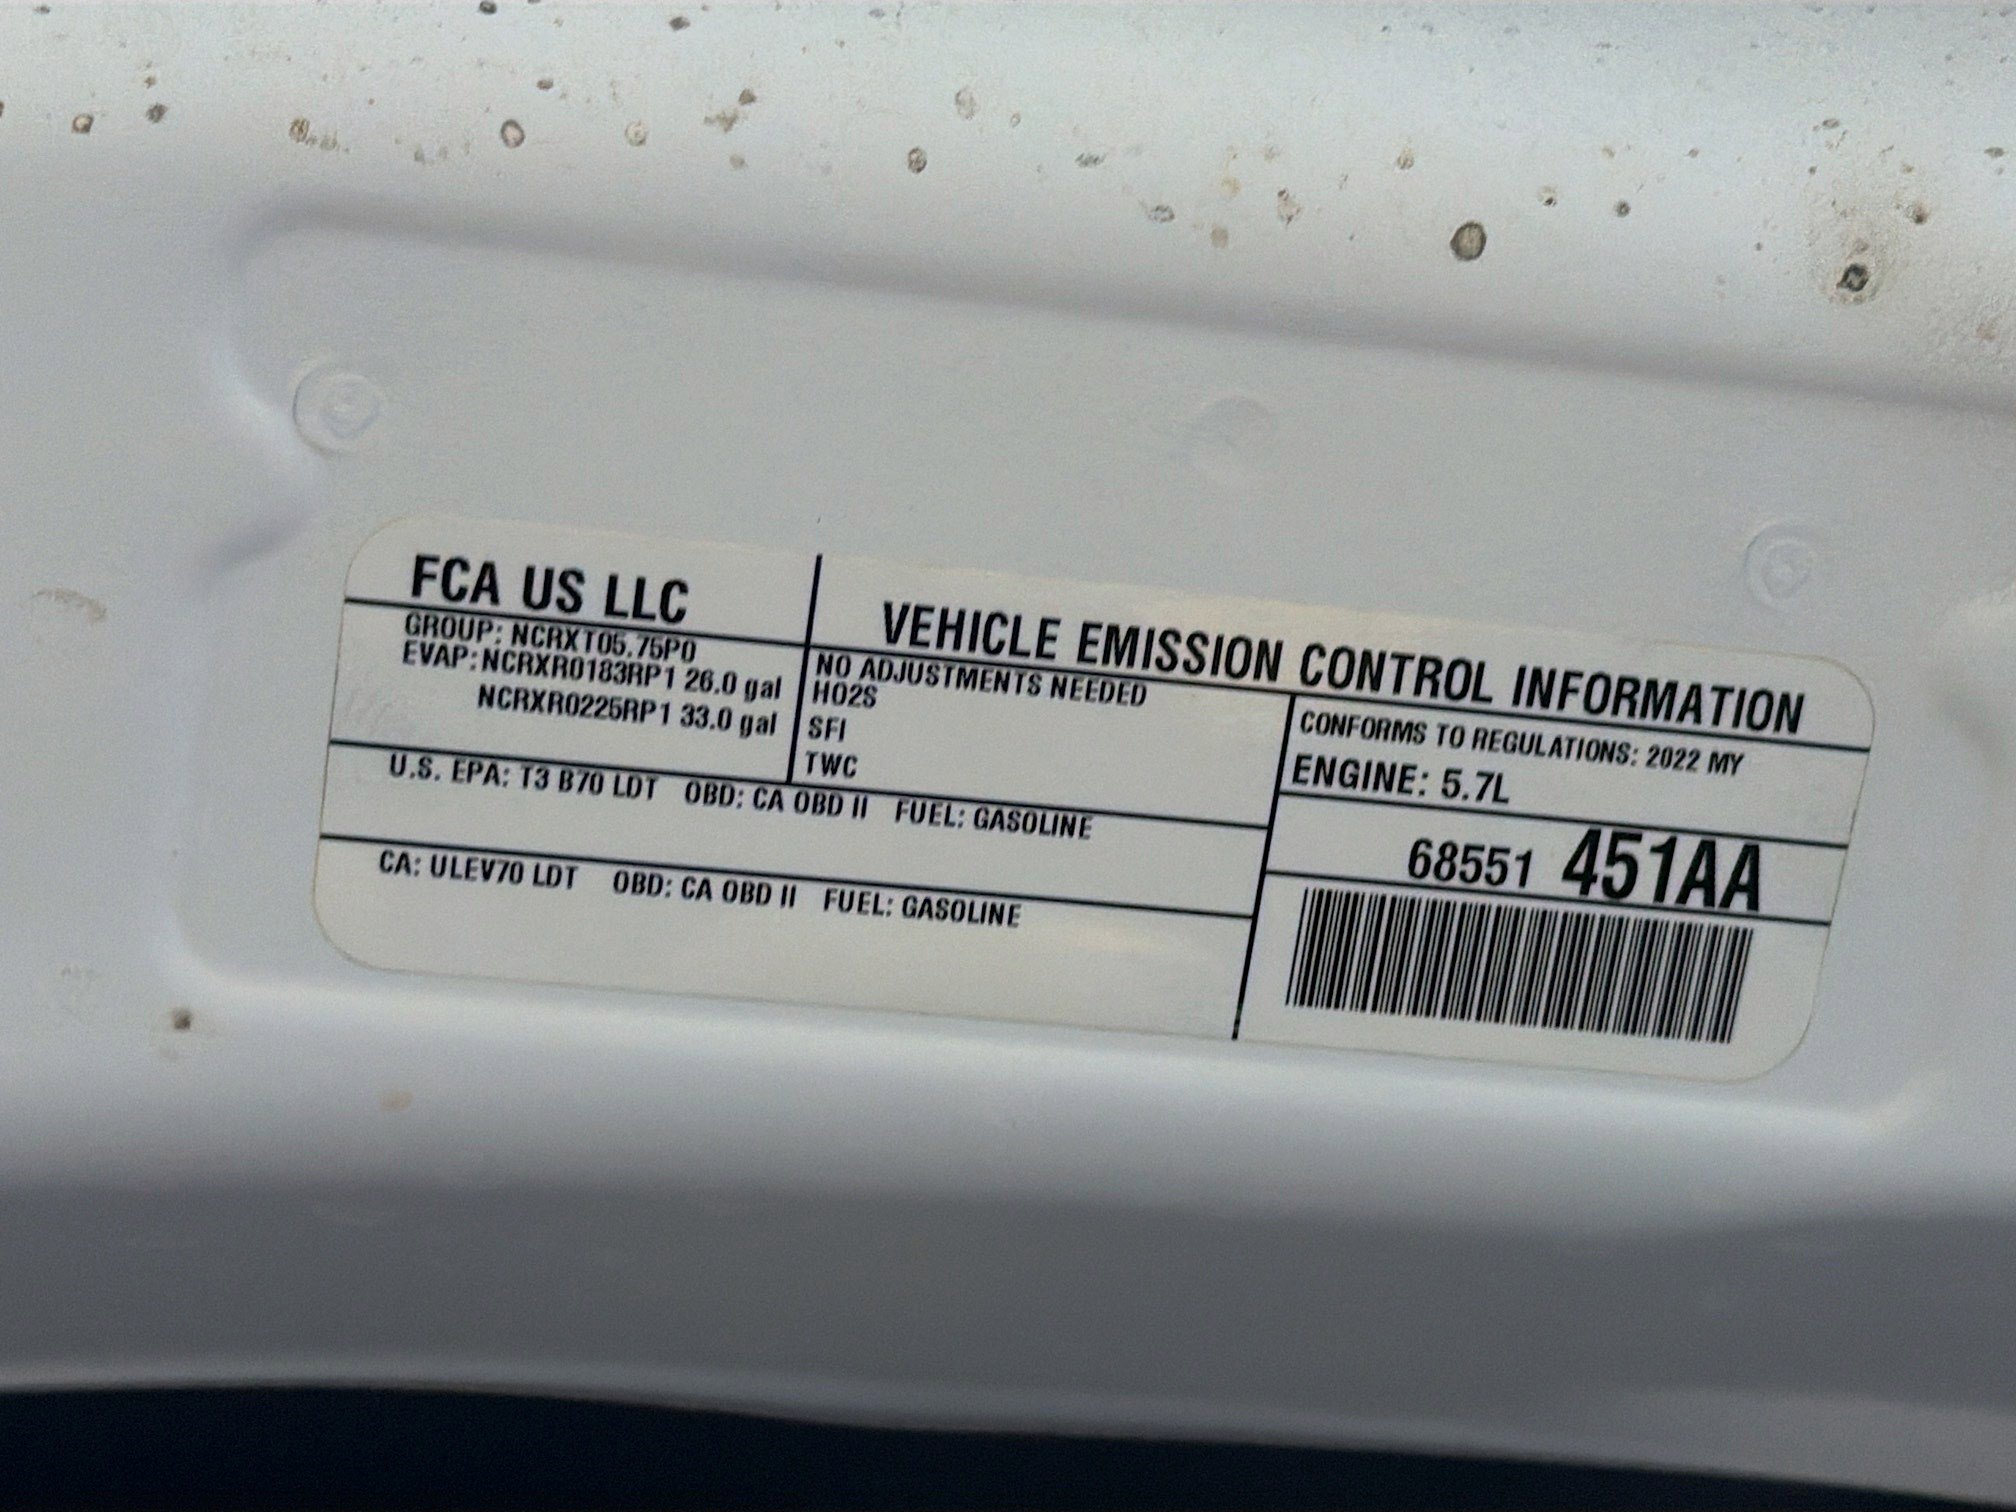 FCA US LLC
VEHICLE EMISSION CONTROL INFORMATION
GROUP: NCRXT05.75P0
EVAP: NCRXR0183RP1 26.0 gal
NCRXR0225RP1 33.0 gal
NO ADJUSTMENTS NEEDED
HO2S
SFI
TWC
CONFORMS TO REGULATIONS: 2022 MY
ENGINE: 5.7L
U.S. EPA: T3 B70 LDT OBD: CA OBD II FUEL: GASOLINE
CA: ULEV70 LDT OBD: CA OBD II FUEL: GASOLINE
68551 451AA